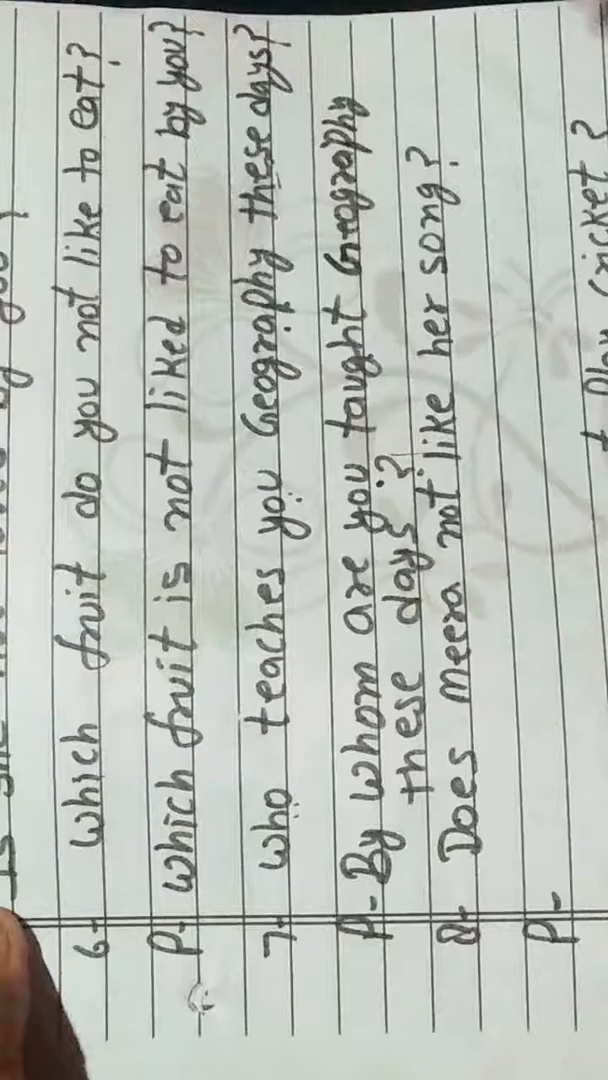 6- which fruit do you not like to eat?
P- which fruit is not liked to eat by you?
7- who teaches you Geography these days?
P- By whom are you taught Geography
these days?
8- Does meera not like her song?
P-
Play cricket?